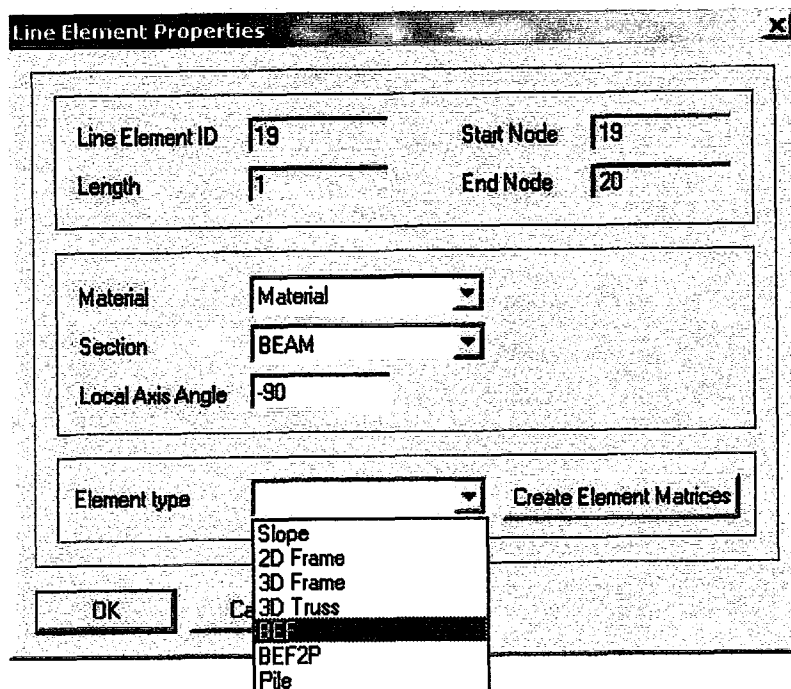 Line Element Properties
Line Element ID 19 Start Node 19
Length 1 End Node 20
Material Material
Section BEAM
Local Axis Angle -90
Element type Create Element Matrices
Slope
2D Frame
3D Frame
OK Ca 3D Truss
BEF
BEF2P
Pile